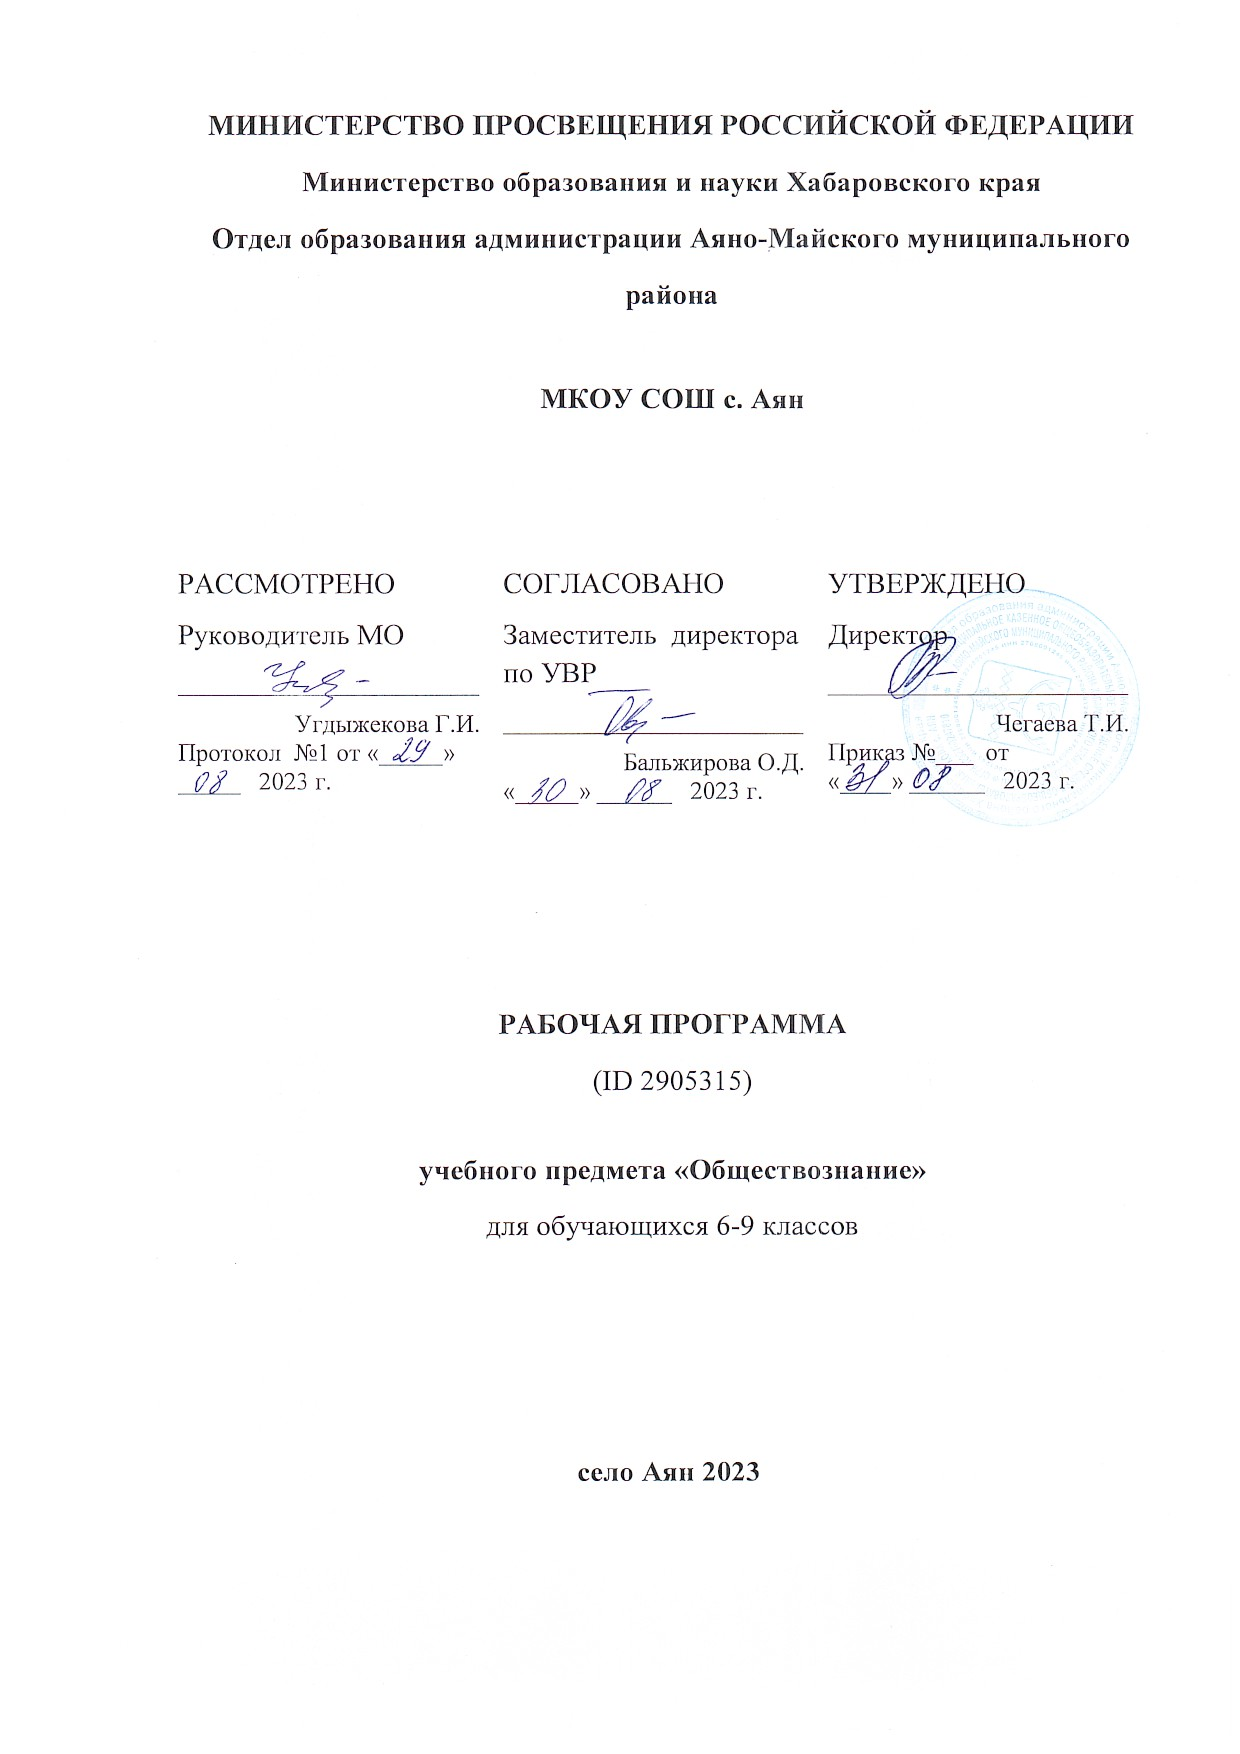 МИНИСТЕРСТВО ПРОСВЕЩЕНИЯ РОССИЙСКОЙ ФЕДЕРАЦИИ
Министерство образования и науки Хабаровского края
Отдел образования администрации Аяно-Майского муниципального
района
МКОУ СОШ с. Аян
РАССМОТРЕНО
Руководитель МО
Угдыжекова Г.И.
Протокол №1 от «29»
08 2023 г.
СОГЛАСОВАНО
Заместитель директора
по УВР
Бальжирова О.Д.
«30» 08 2023 г.
УТВЕРЖДЕНО
Директор
Чегаева Т.И.
Приказ №___ от
«31» 08 2023 г.
РАБОЧАЯ ПРОГРАММА
(ID 2905315)
учебного предмета «Обществознание»
для обучающихся 6-9 классов
село Аян 2023